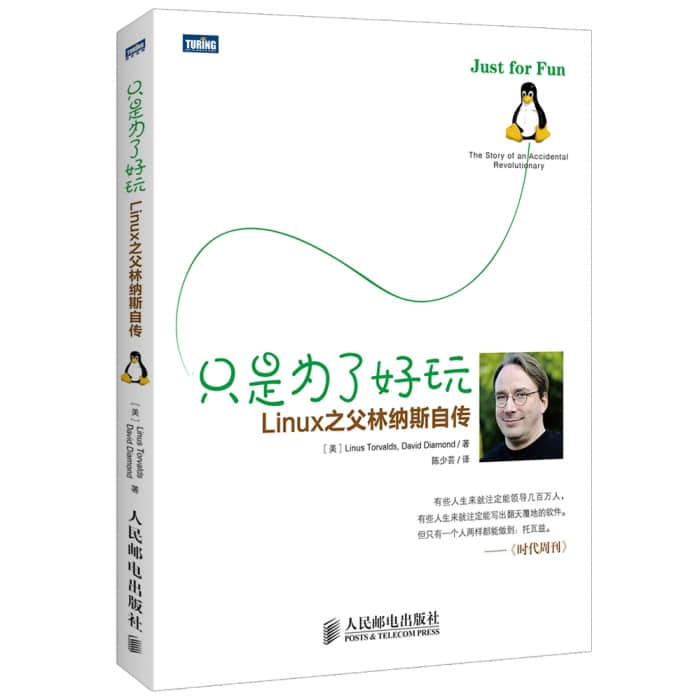 TURING
Just for Fun
The Story of an Accidental
Revolutionary
只是为了好玩
Linux之父林纳斯自传
［美］Linus Torvalds, David Diamond / 著
陈少芸 / 译
有些人生来就注定能领导几百万人，
有些人生来就注定能写出翻天覆地的软件。
但只有一个人两样都能做到：托瓦兹。
——《时代周刊》
人民邮电出版社
POSTS & TELECOM PRESS
只是为了好玩
Linux之父林纳斯自传
［美］
Linus Torvalds
David Diamond
著
人民邮电出版社